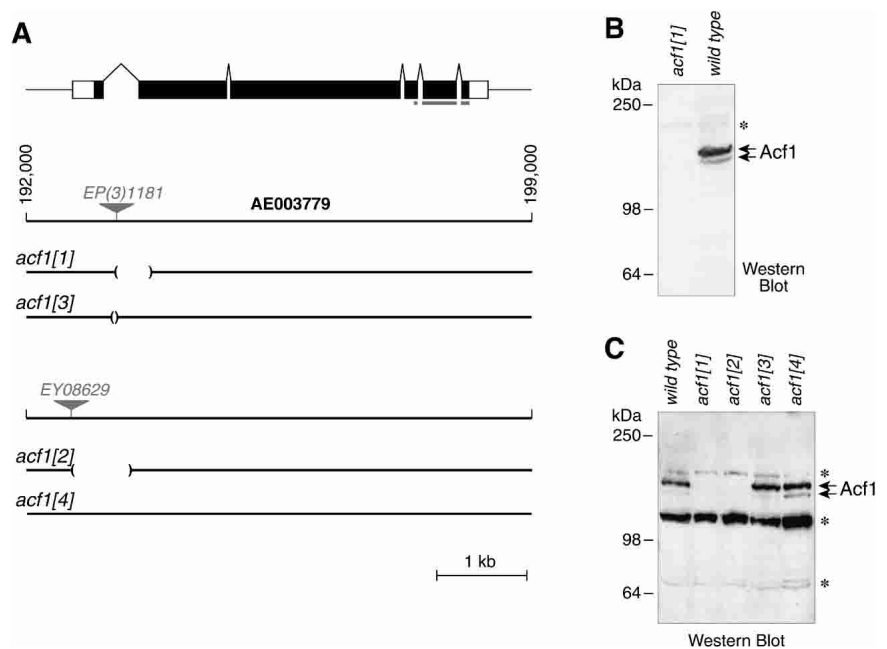 A
192,000
199,000
EP(3)1181
AE003779
acf1[1]
acf1[3]
EY08629
acf1[2]
acf1[4]
1 kb
B
acf1[1]
wild type
kDa
250
*
Acf1
98
64
Western
Blot
C
wild type
acf1[1]
acf1[2]
acf1[3]
acf1[4]
kDa
250
*
Acf1
*
98
*
64
Western Blot